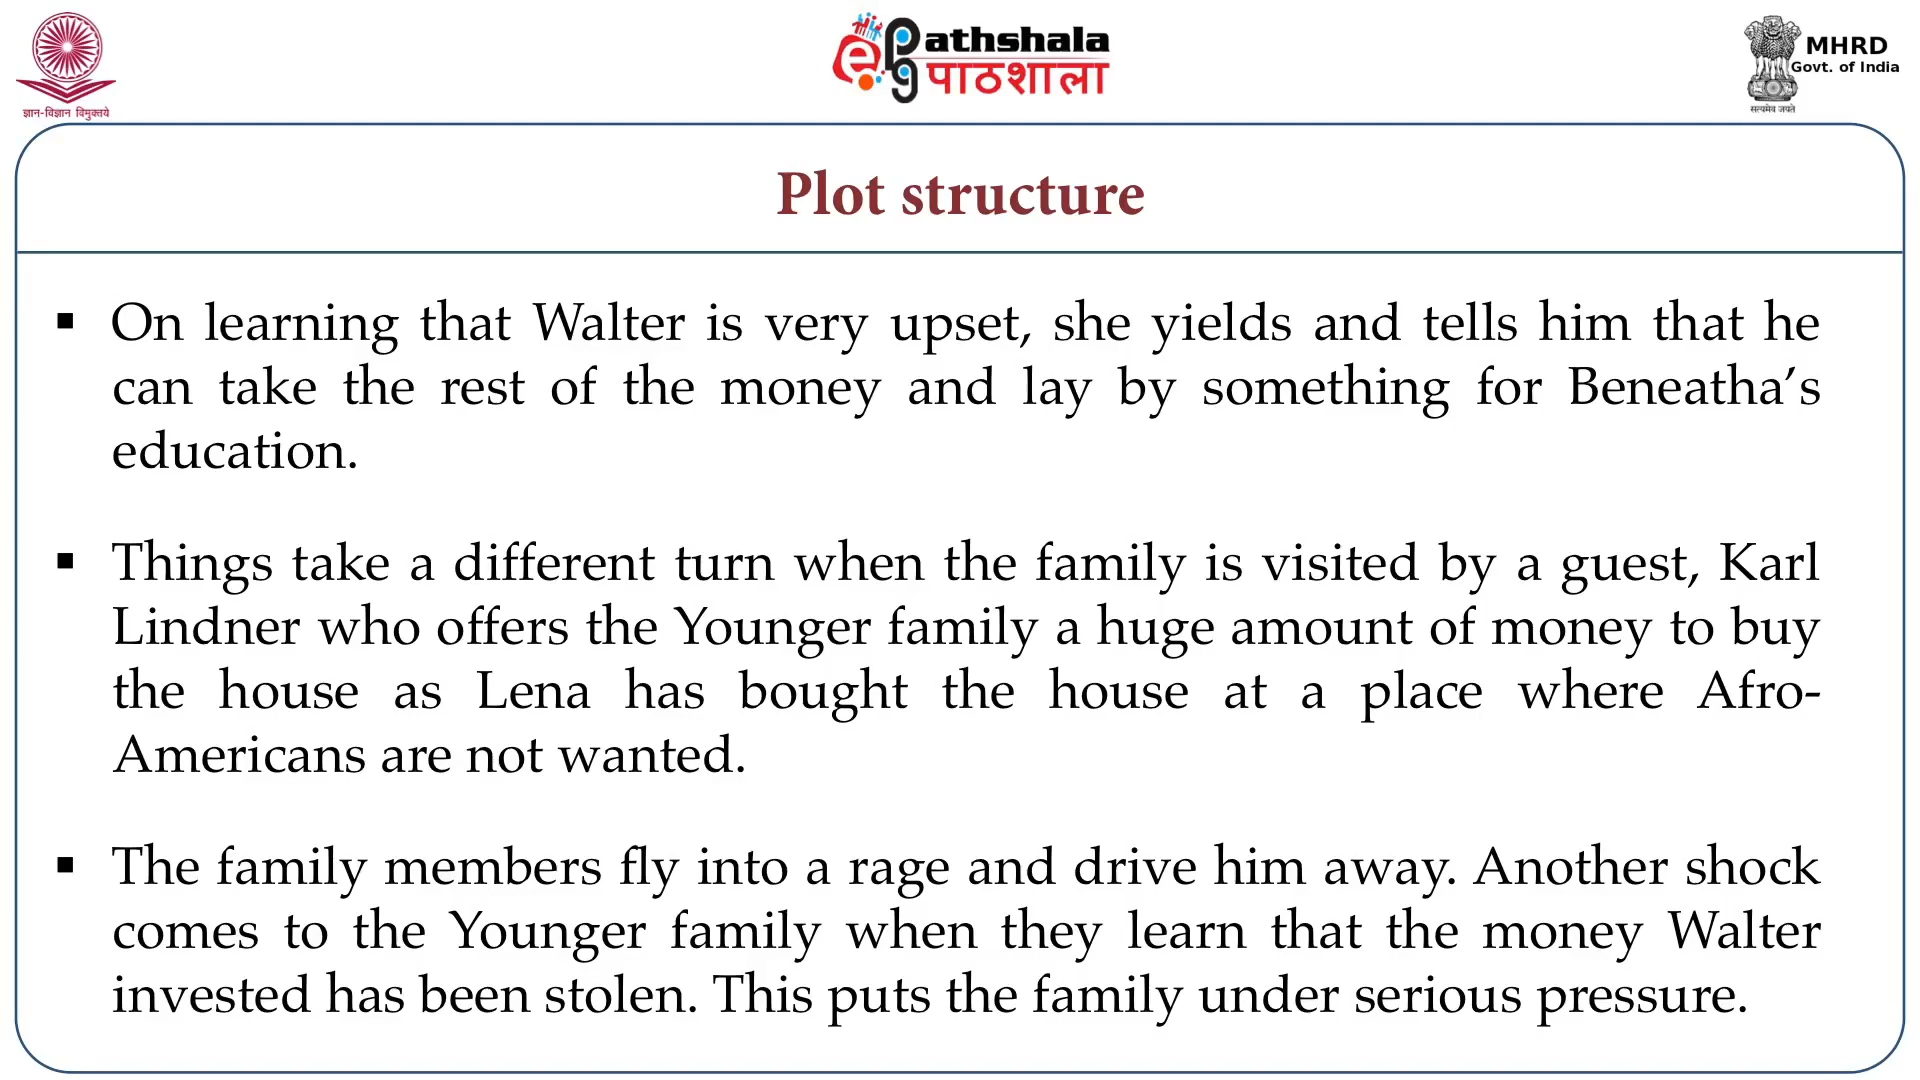 ज्ञान-विज्ञान विमुक्तये
e
pg
Pathshala
पाठशाला
MHRD
Govt. of India
सत्यमेव जयते
Plot structure
▪ On learning that Walter is very upset, she yields and tells him that he
can take the rest of the money and lay by something for Beneatha’s
education.
▪ Things take a different turn when the family is visited by a guest, Karl
Lindner who offers the Younger family a huge amount of money to buy
the house as Lena has bought the house at a place where Afro-
Americans are not wanted.
▪ The family members fly into a rage and drive him away. Another shock
comes to the Younger family when they learn that the money Walter
invested has been stolen. This puts the family under serious pressure.